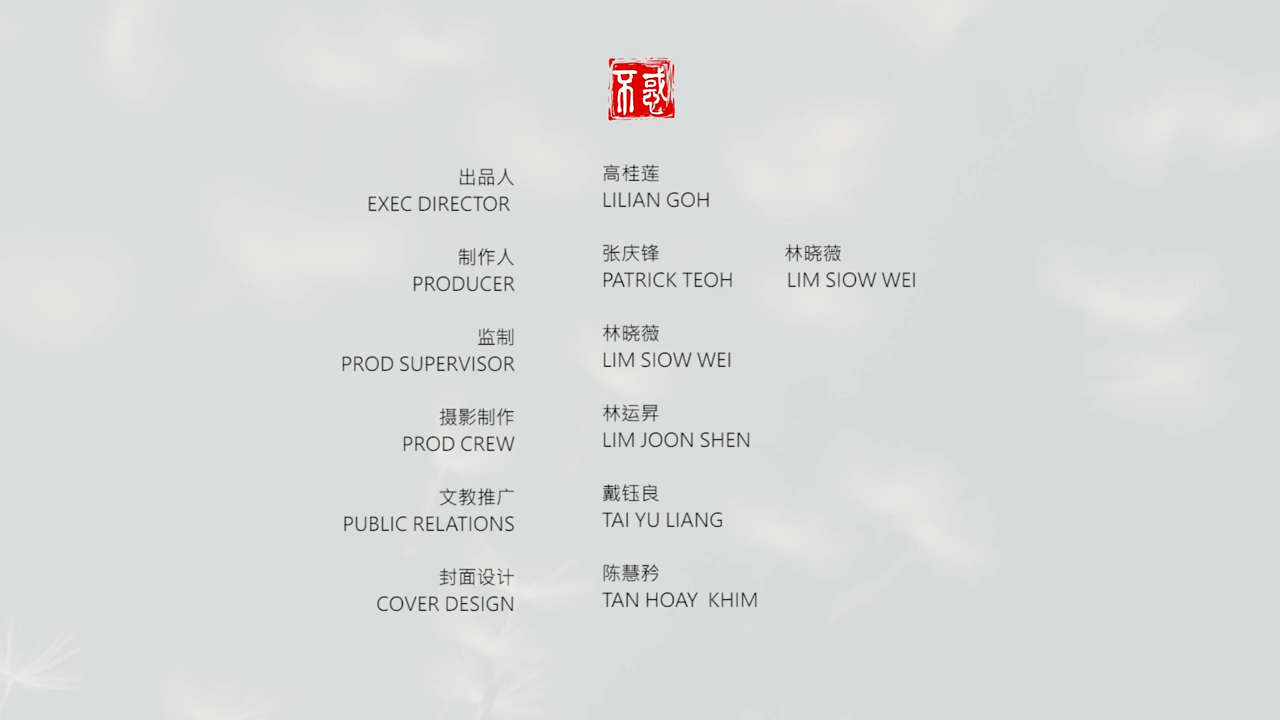 不惑
出品人 高桂莲
EXEC DIRECTOR LILIAN GOH
制作人 张庆锋 林晓薇
PRODUCER PATRICK TEOH LIM SIOW WEI
监制 林晓薇
PROD SUPERVISOR LIM SIOW WEI
摄影制作 林运昇
PROD CREW LIM JOON SHEN
文教推广 戴钰良
PUBLIC RELATIONS TAI YU LIANG
封面设计 陈慧矜
COVER DESIGN TAN HOAY KHIM